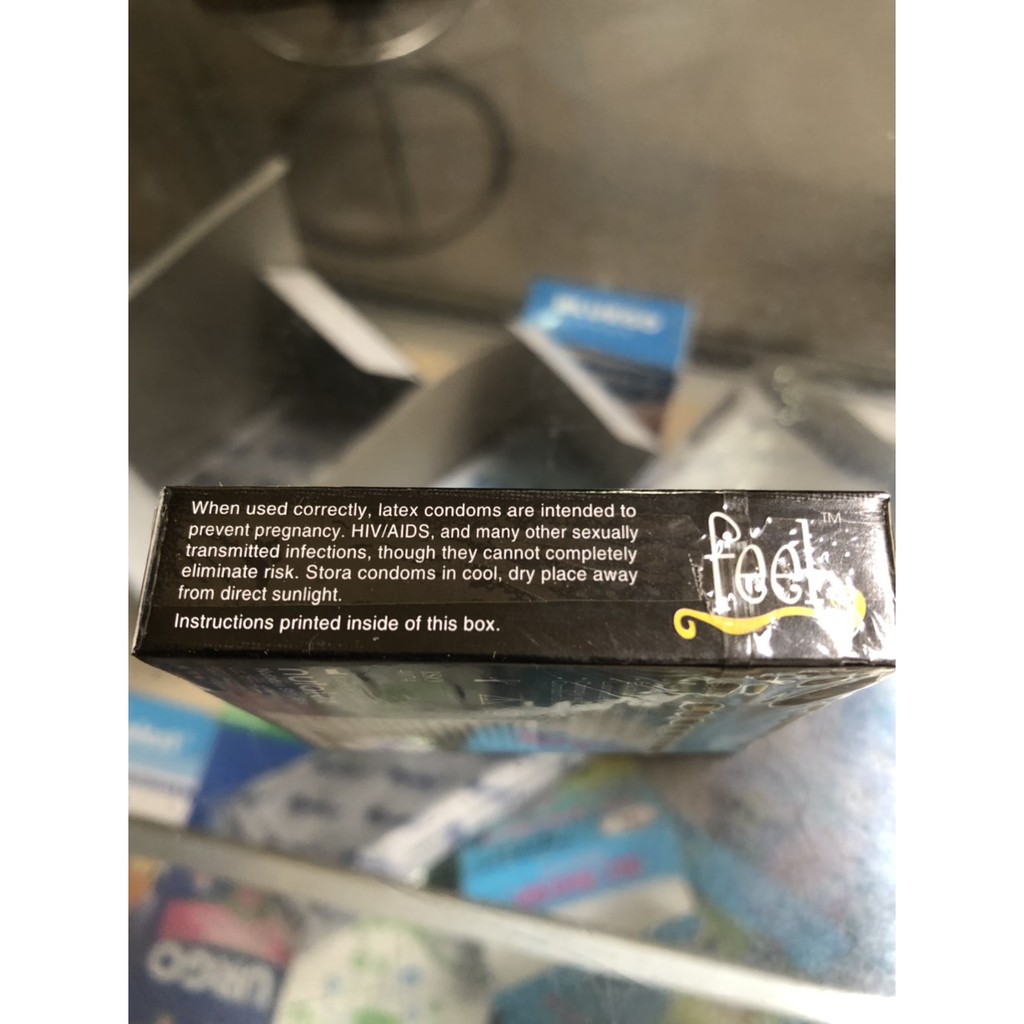 When used correctly, latex condoms are intended to
prevent pregnancy. HIV/AIDS, and many other sexually
transmitted infections, though they cannot completely
eliminate risk. Stora condoms in cool, dry place away
from direct sunlight.
Instructions printed inside of this box.
feel TM
URGO